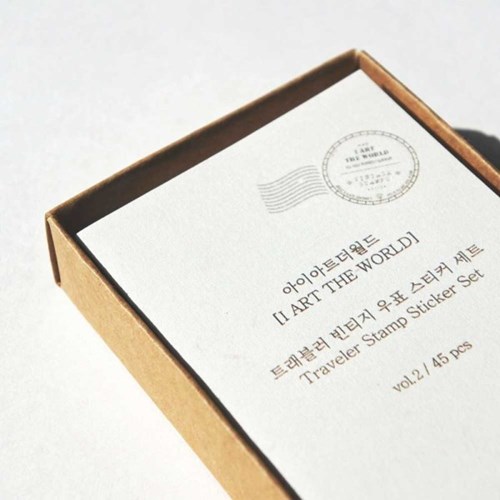 I ART
THE WORLD
아이아트더월드
[I ART THE WORLD]
트래블러 빈티지 우표 스티커 세트
Traveler Stamp Sticker Set
vol.2 / 45 pcs